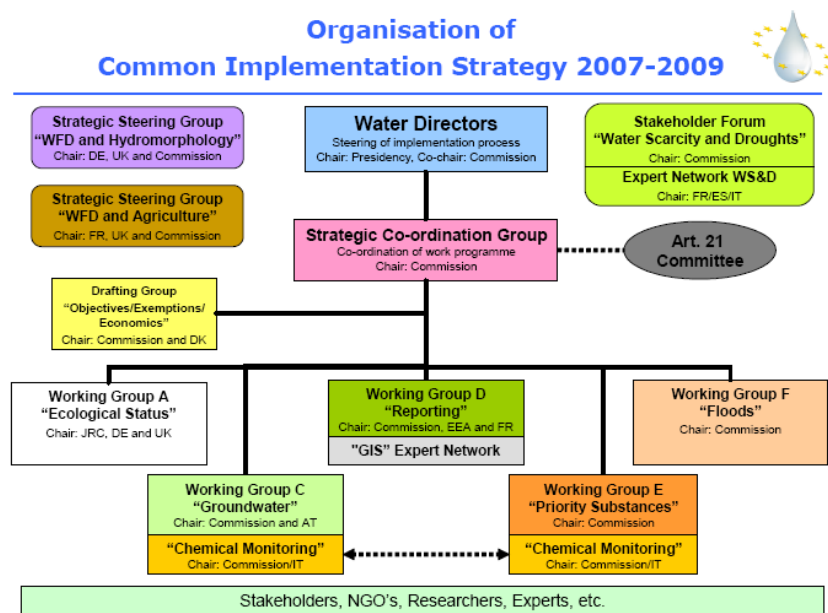 Organisation of
Common Implementation Strategy 2007-2009
Strategic Steering Group
“WFD and Hydromorphology”
Chair: DE, UK and Commission
Water Directors
Steering of implementation process
Chair: Presidency, Co-chair: Commission
Stakeholder Forum
“Water Scarcity and Droughts”
Chair: Commission
Expert Network WS&D
Chair: FR/ES/IT
Strategic Steering Group
“WFD and Agriculture”
Chair: FR, UK and Commission
Strategic Co-ordination Group
Co-ordination of work programme
Chair: Commission
Art. 21
Committee
Drafting Group
“Objectives/Exemptions/
Economics”
Chair: Commission and DK
Working Group A
“Ecological Status”
Chair: JRC, DE and UK
Working Group D
“Reporting”
Chair: Commission, EEA and FR
"GIS" Expert Network
Working Group F
“Floods”
Chair: Commission
Working Group C
“Groundwater”
Chair: Commission and AT
“Chemical Monitoring”
Chair: Commission/IT
Working Group E
“Priority Substances”
Chair: Commission
“Chemical Monitoring”
Chair: Commission/IT
Stakeholders, NGO’s, Researchers, Experts, etc.